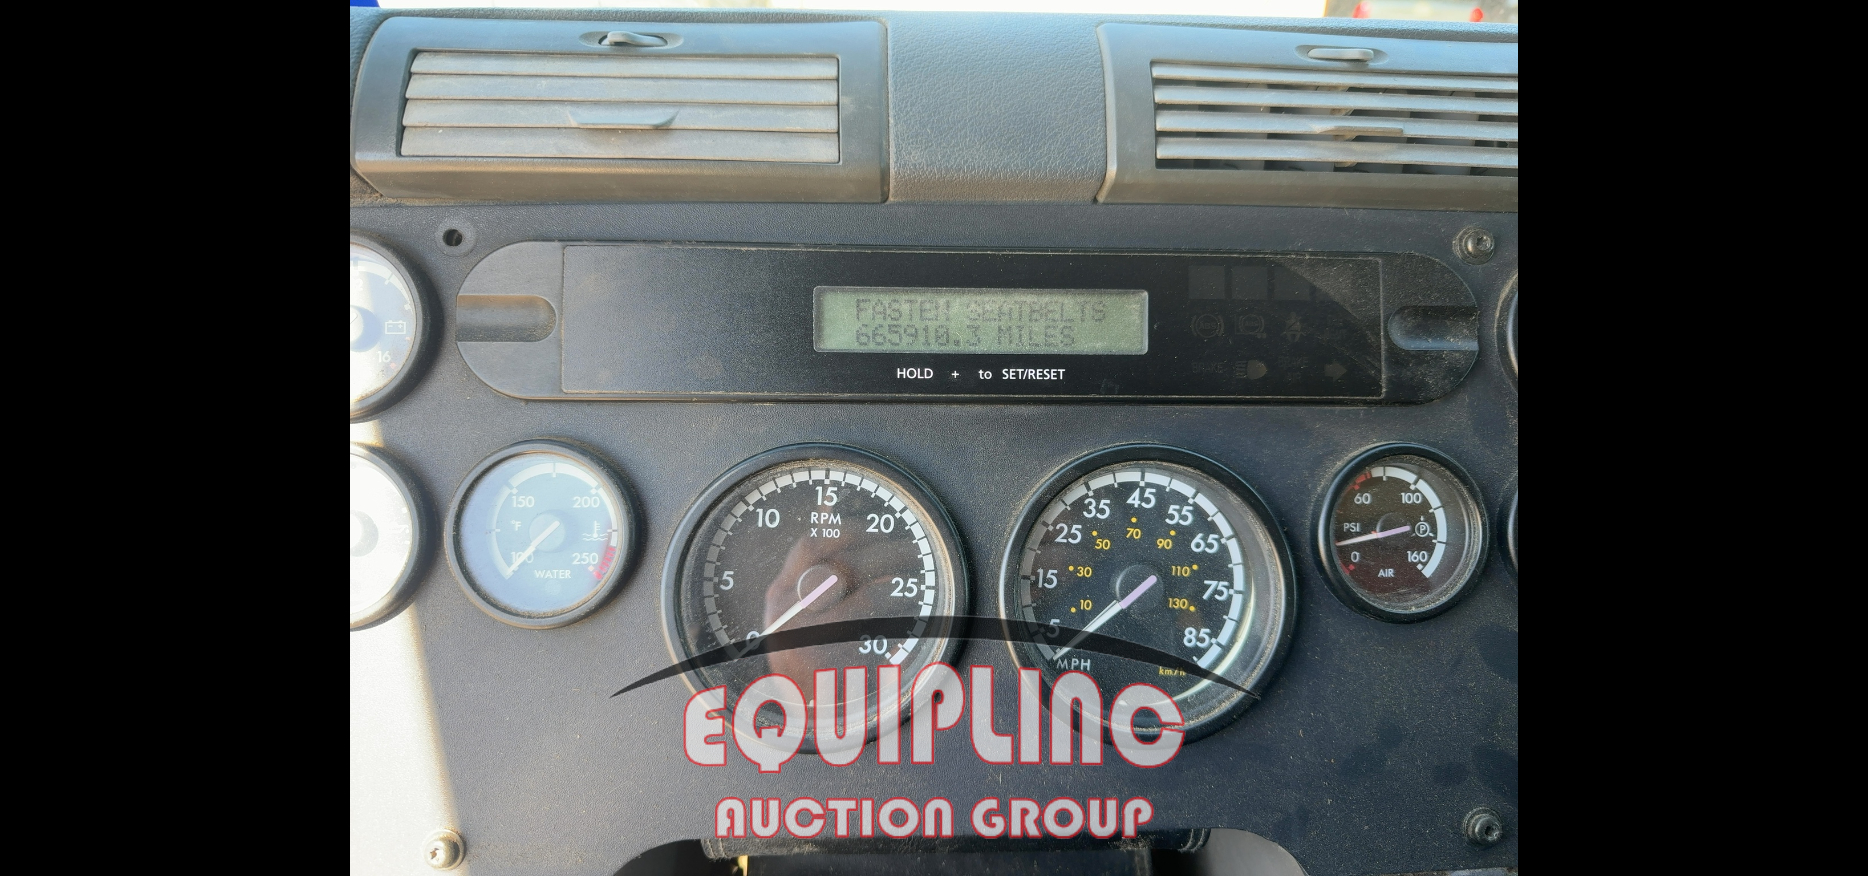 FASTEN SEATBELTS
665910.3 MILES
HOLD + to SET/RESET
16
150 200
°F
100 250
WATER
15
10 20
RPM
X 100
5 25
0 30
45
35 55
25 65
70
50 90
15 75
30 110
10 130
5 85
MPH km/h
60 100
PSI P
0 160
AIR
EQUIPLINC
AUCTION GROUP